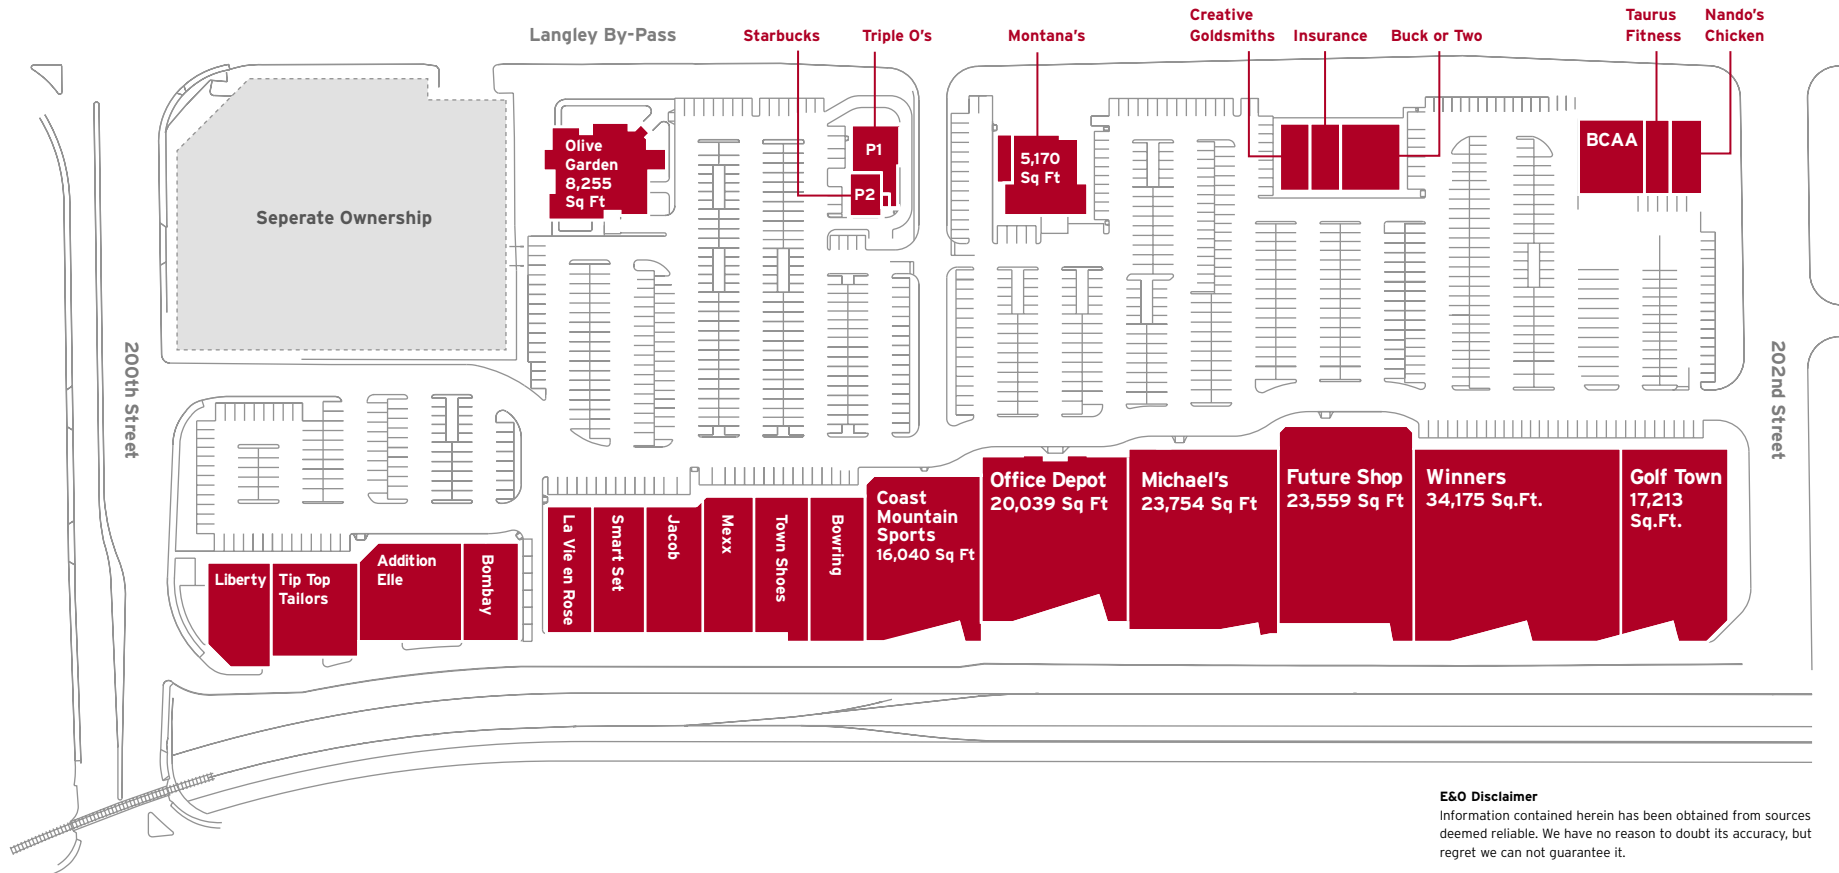 Langley By-Pass
Starbucks
Triple O's
Montana's
Creative
Goldsmiths
Insurance
Buck or Two
Taurus
Fitness
Nando's
Chicken
Olive
Garden
8,255
Sq Ft
P1
P2
5,170
Sq Ft
BCAA
Seperate Ownership
200th Street
202nd Street
Liberty
Tip Top
Tailors
Addition
Elle
Bombay
La Vie en Rose
Smart Set
Jacob
Mexx
Town Shoes
Bowring
Coast
Mountain
Sports
16,040 Sq Ft
Office Depot
20,039 Sq Ft
Michael's
23,754 Sq Ft
Future Shop
23,559 Sq Ft
Winners
34,175 Sq.Ft.
Golf Town
17,213
Sq.Ft.
E&O Disclaimer
Information contained herein has been obtained from sources
deemed reliable. We have no reason to doubt its accuracy, but
regret we can not guarantee it.